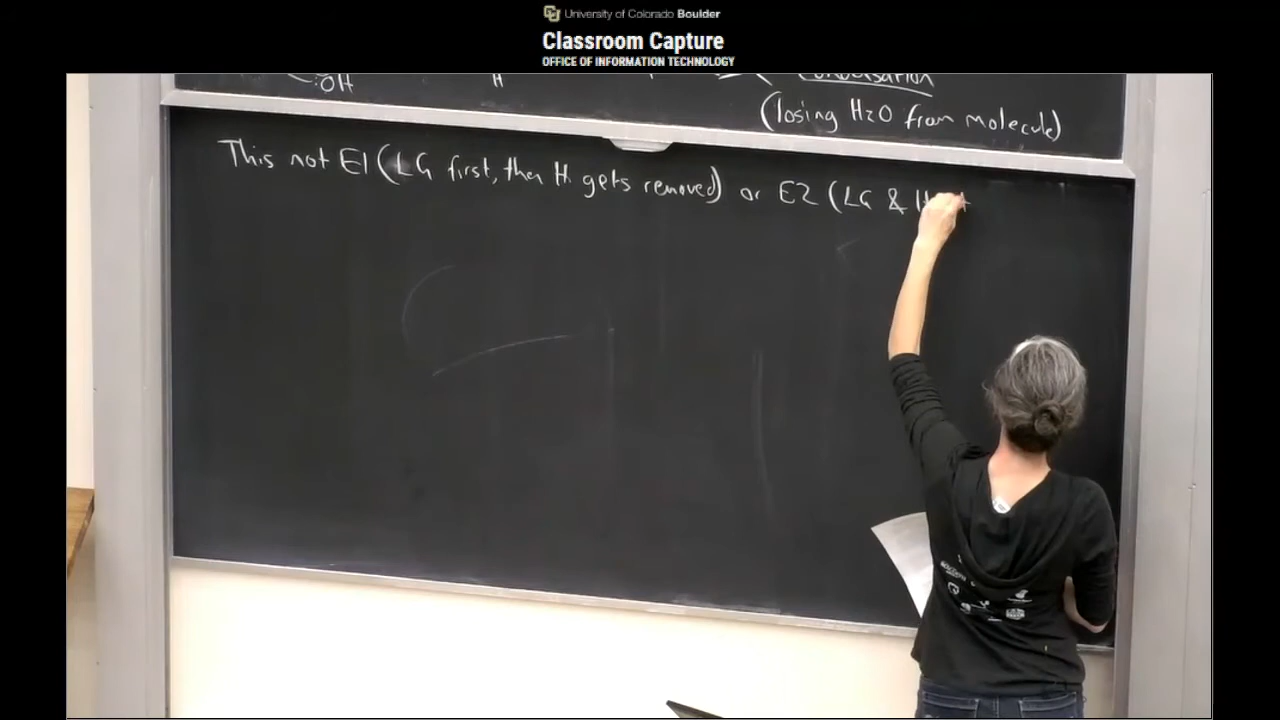 University of Colorado Boulder
Classroom Capture
OFFICE OF INFORMATION TECHNOLOGY
:OH H
(losing H2O from molecule)
This not E1 (LG first, then H gets removed) or E2 (LG & H